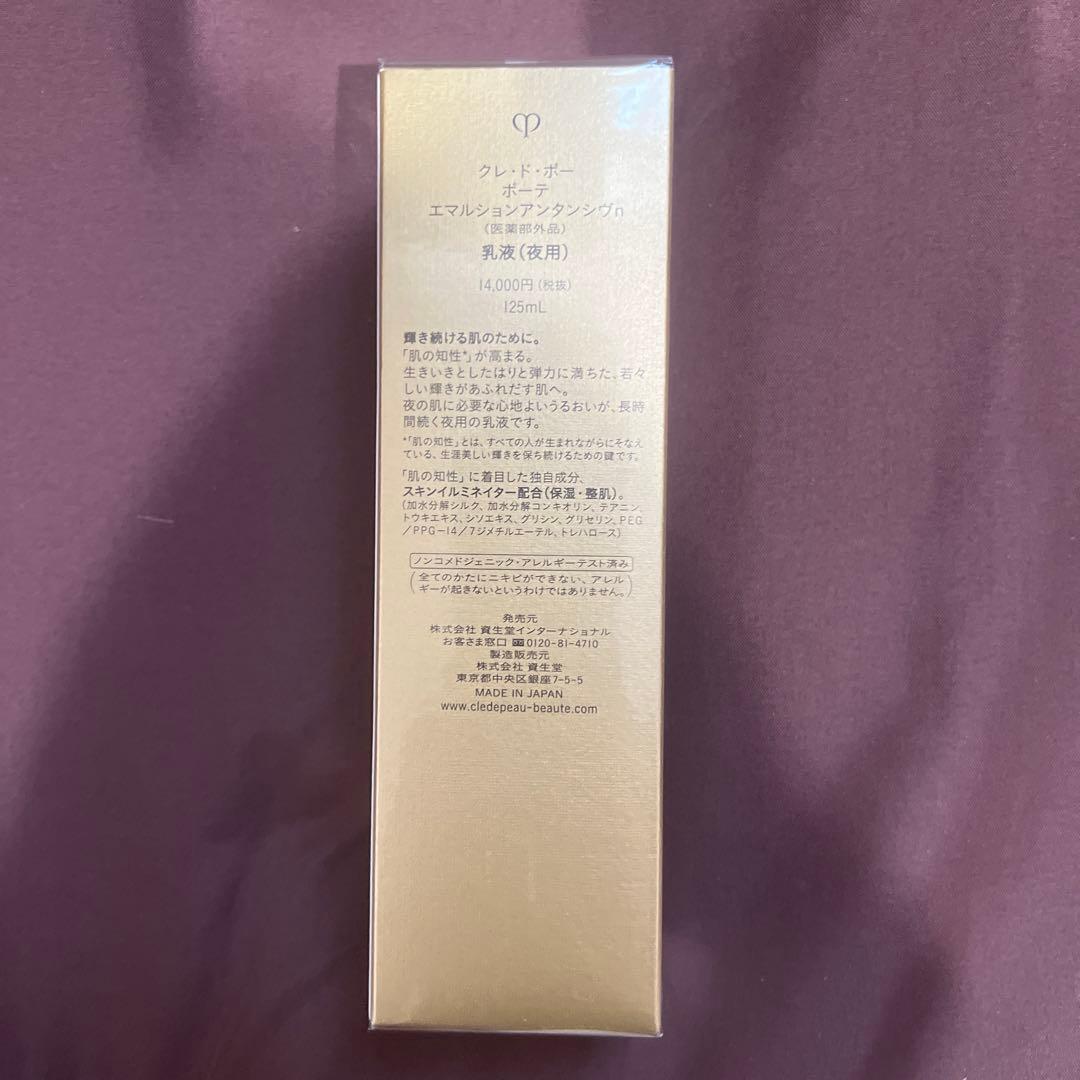 クレ・ド・ポー
ボーテ
エマルションアンタンシヴn
(医薬部外品)
乳液(夜用)
14,000円(税抜)
125mL
輝き続ける肌のために。
「肌の知性*」が高まる。
生きいきとしたはりと弾力に満ちた、若々
しい輝きがあふれだす肌へ。
夜の肌に必要な心地よいうるおいが、長時
間続く夜用の乳液です。
*「肌の知性」とは、すべての人が生まれながらにそなえ
ている、生涯美しい輝きを保ち続けるための鍵です。
「肌の知性」に着目した独自成分、
スキンイルミネイター配合(保湿・整肌)。
(加水分解シルク、加水分解コンキオリン、テアニン、
トウキエキス、シソエキス、グリシン、グリセリン、PEG
/PPG-14/7ジメチルエーテル、トレハロース)
ノンコメドジェニック・アレルギーテスト済み
(全てのかたにニキビができない、アレル
ギーが起きないというわけではありません。)
発売元
株式会社 資生堂インターナショナル
お客さま窓口 0120-81-4710
製造販売元
株式会社 資生堂
東京都中央区銀座7-5-5
MADE IN JAPAN
www.cledepeau-beaute.com